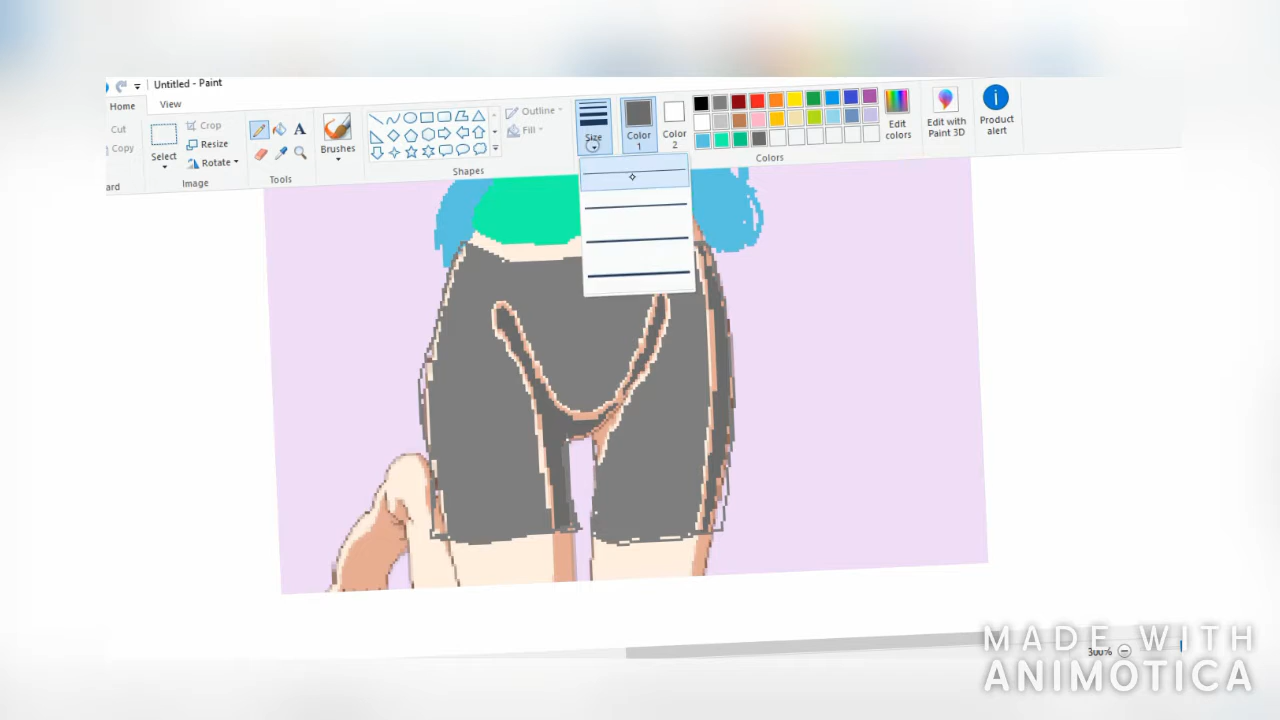 Untitled - Paint
Home View
Cut
Copy
Select
Crop
Resize
Rotate
Image
A
Tools
Brushes
Shapes
Outline
Fill
Size
Color
1
Color
2
Colors
Edit
colors
Edit with
Paint 3D
Product
alert
300%
MADE WITH
ANIMOTICA